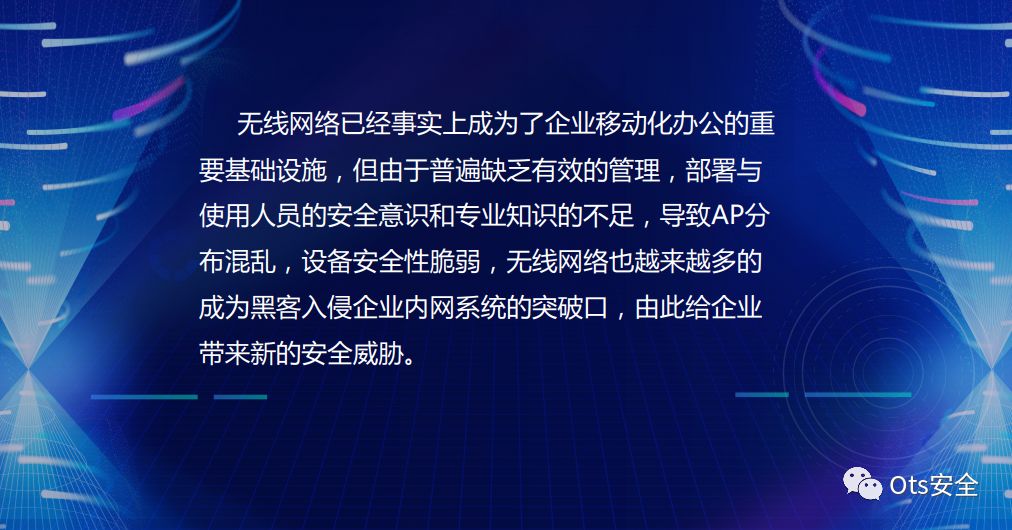 无线网络已经事实上成为了企业移动化办公的重
要基础设施，但由于普遍缺乏有效的管理，部署与
使用人员的安全意识和专业知识的不足，导致AP分
布混乱，设备安全性脆弱，无线网络也越来越多的
成为黑客入侵企业内网系统的突破口，由此给企业
带来新的安全威胁。
Ots安全